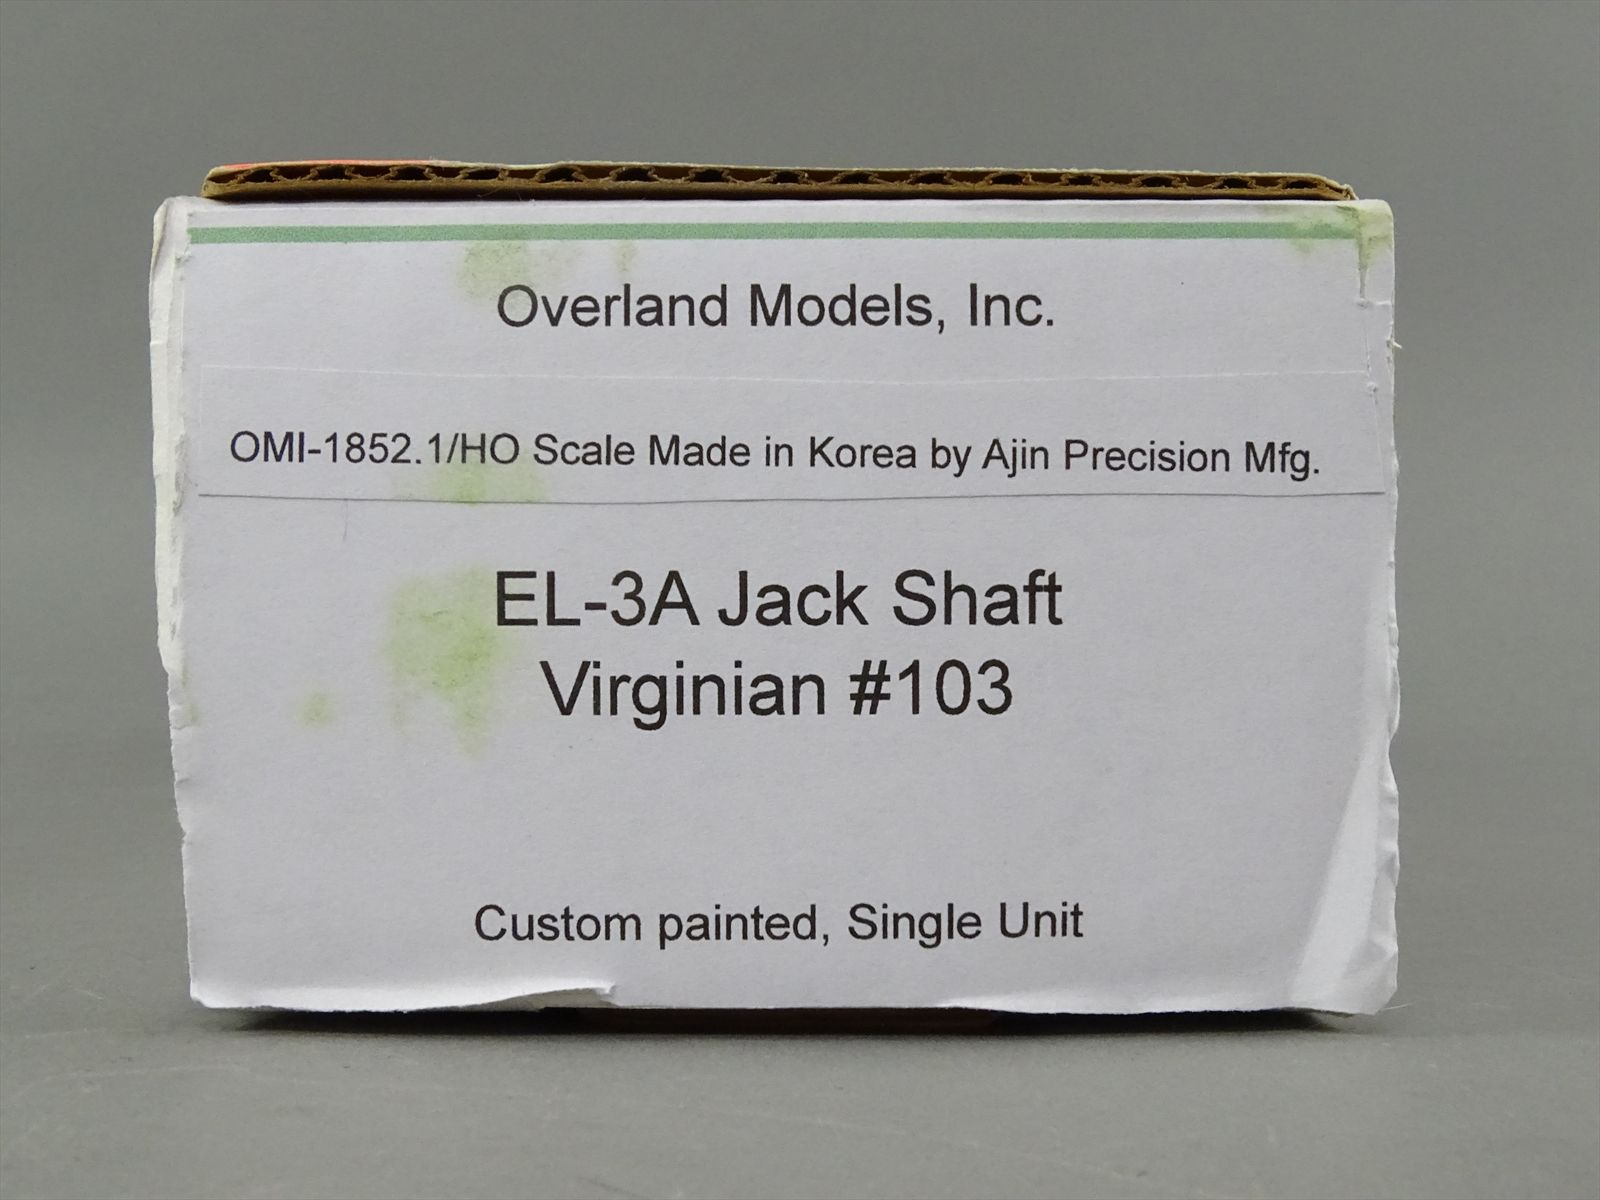 Overland Models, Inc.
OMI-1852.1/HO Scale Made in Korea by Ajin Precision Mfg.
EL-3A Jack Shaft
Virginian #103
Custom painted, Single Unit